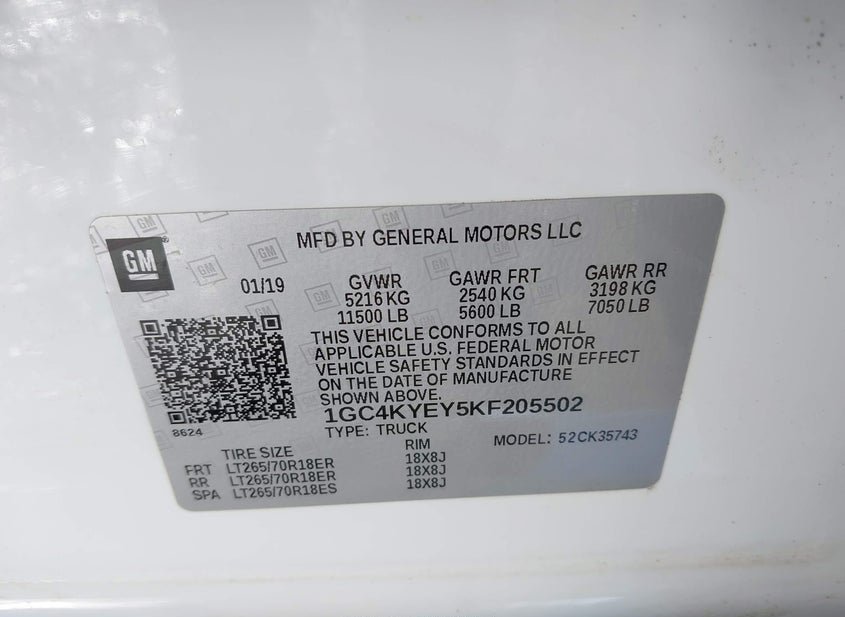 GM
MFD BY GENERAL MOTORS LLC
01/19 GVWR GAWR FRT GAWR RR
5216 KG 2540 KG 3198 KG
11500 LB 5600 LB 7050 LB
THIS VEHICLE CONFORMS TO ALL
APPLICABLE U.S. FEDERAL MOTOR
VEHICLE SAFETY STANDARDS IN EFFECT
ON THE DATE OF MANUFACTURE
SHOWN ABOVE.
1GC4KYEY5KF205502
8624 TYPE: TRUCK MODEL: 52CK35743
TIRE SIZE RIM
FRT LT265/70R18ER 18X8J
RR LT265/70R18ER 18X8J
SPA LT265/70R18ES 18X8J